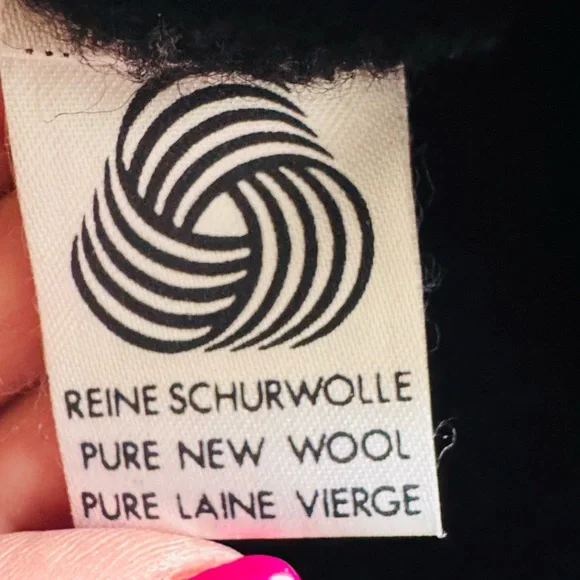 REINE SCHURWOLLE
PURE NEW WOOL
PURE LAINE VIERGE